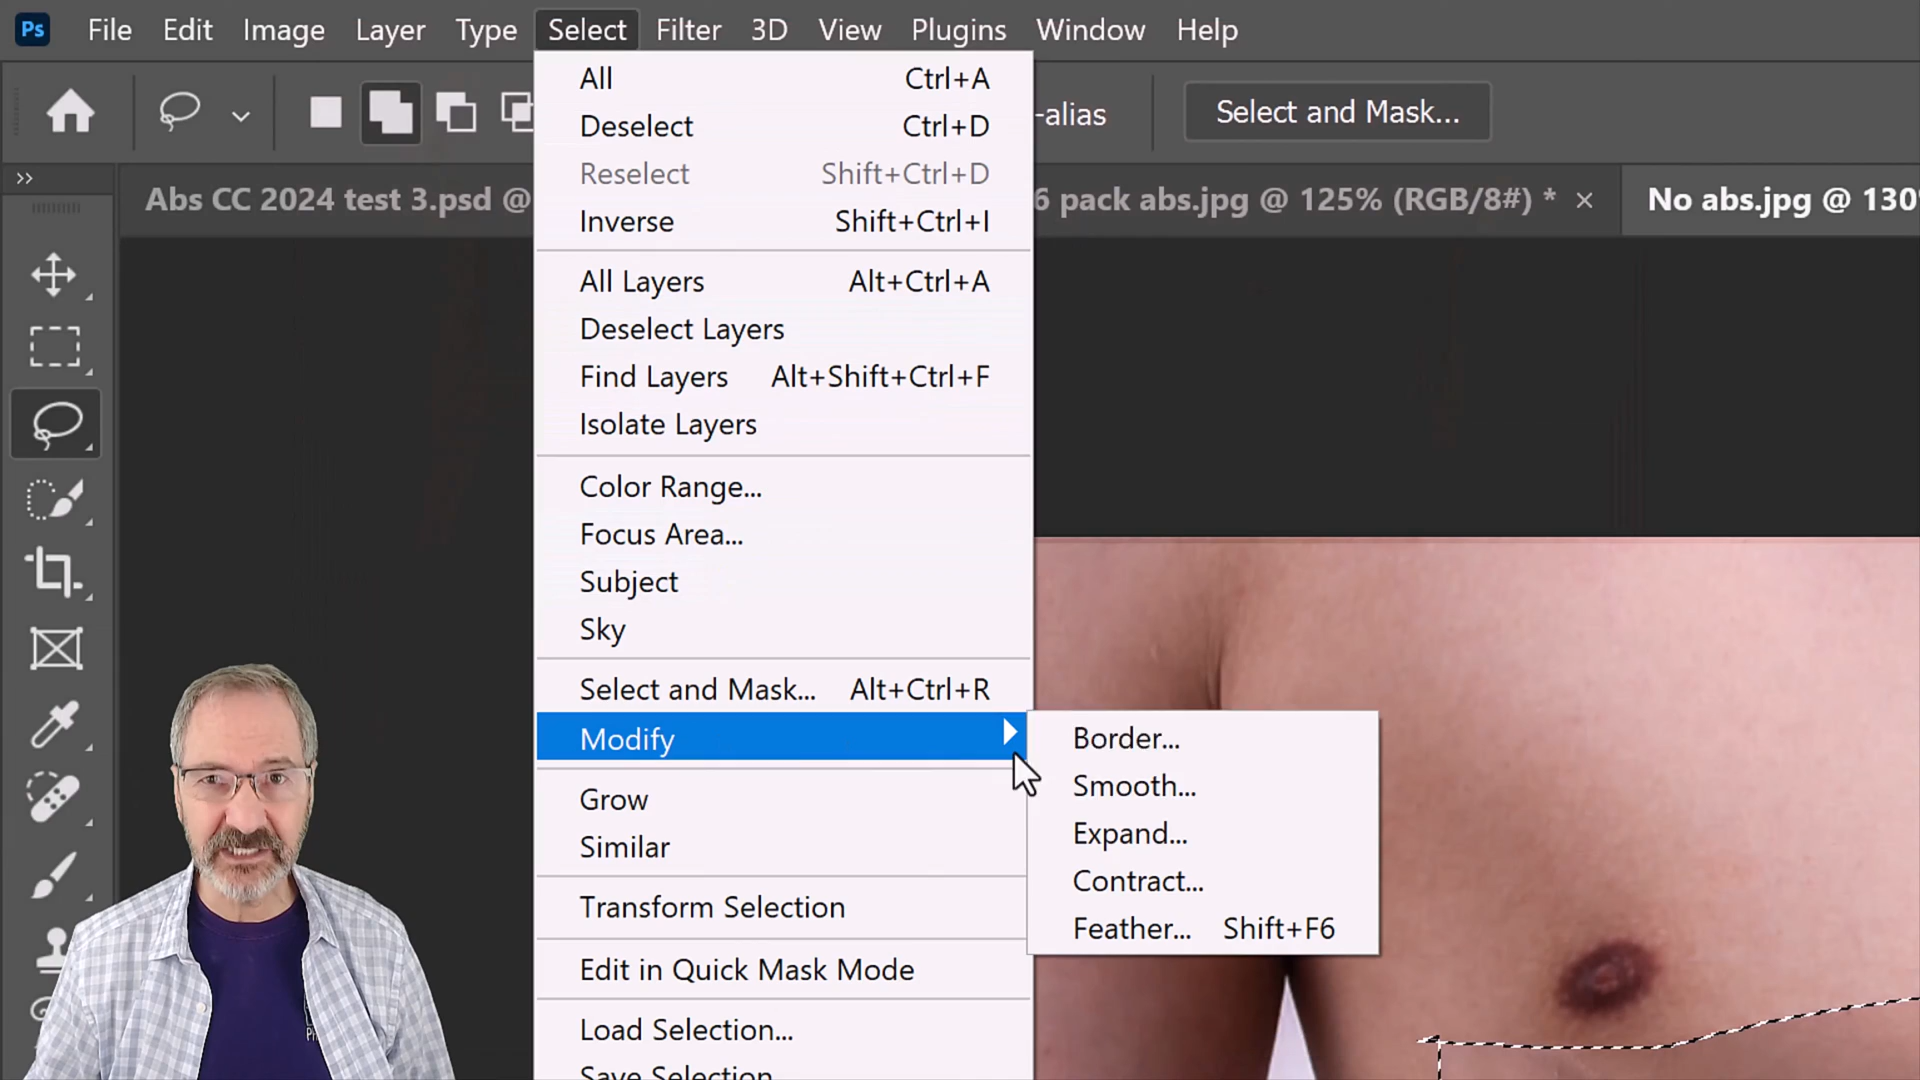 Ps File Edit Image Layer Type Select Filter 3D View Plugins Window Help
-alias Select and Mask...
Abs CC 2024 test 3.psd @ 6 pack abs.jpg @ 125% (RGB/8#) * × No abs.jpg @ 130%
All Ctrl+A
Deselect Ctrl+D
Reselect Shift+Ctrl+D
Inverse Shift+Ctrl+I
All Layers Alt+Ctrl+A
Deselect Layers
Find Layers Alt+Shift+Ctrl+F
Isolate Layers
Color Range...
Focus Area...
Subject
Sky
Select and Mask... Alt+Ctrl+R
Modify
Border...
Smooth...
Expand...
Contract...
Feather... Shift+F6
Grow
Similar
Transform Selection
Edit in Quick Mask Mode
Load Selection...
Save Selection